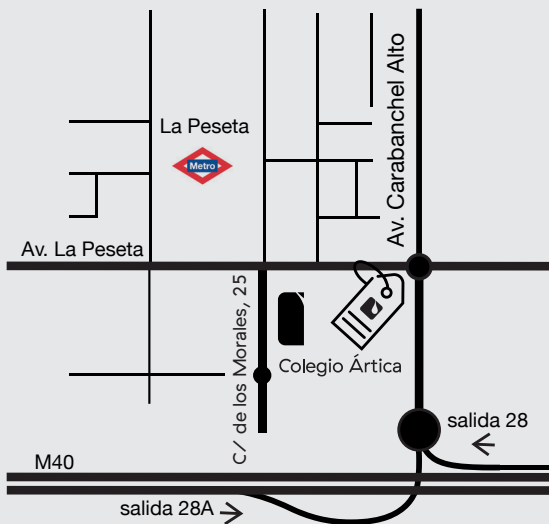 La Peseta
Metro
Av. Carabanchel Alto
Av. La Peseta
C/ de los Morales, 25
Colegio Ártica
salida 28
M40
salida 28A